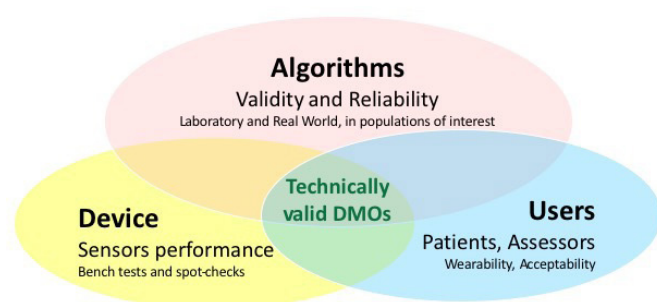 Algorithms
Validity and Reliability
Laboratory and Real World, in populations of interest
Technically
valid DMOs
Device
Sensors performance
Bench tests and spot-checks
Users
Patients, Assessors
Wearability, Acceptability